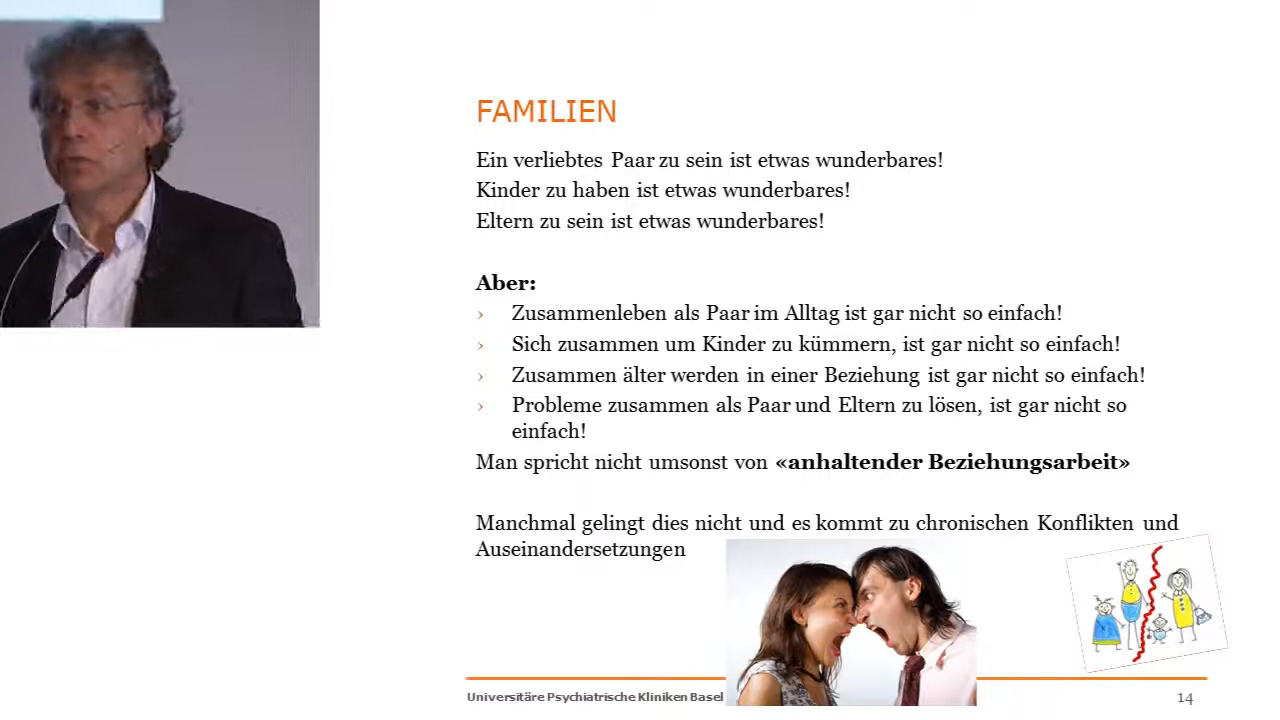 FAMILIEN
Ein verliebtes Paar zu sein ist etwas wunderbares!
Kinder zu haben ist etwas wunderbares!
Eltern zu sein ist etwas wunderbares!
Aber:
› Zusammenleben als Paar im Alltag ist gar nicht so einfach!
› Sich zusammen um Kinder zu kümmern, ist gar nicht so einfach!
› Zusammen älter werden in einer Beziehung ist gar nicht so einfach!
› Probleme zusammen als Paar und Eltern zu lösen, ist gar nicht so
einfach!
Man spricht nicht umsonst von «anhaltender Beziehungsarbeit»
Manchmal gelingt dies nicht und es kommt zu chronischen Konflikten und
Auseinandersetzungen
Universitäre Psychiatrische Kliniken Basel
14